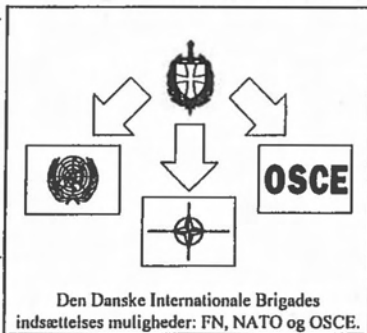 OSCE
Den Danske Internationale Brigades
indsættelses muligheder: FN, NATO og OSCE.